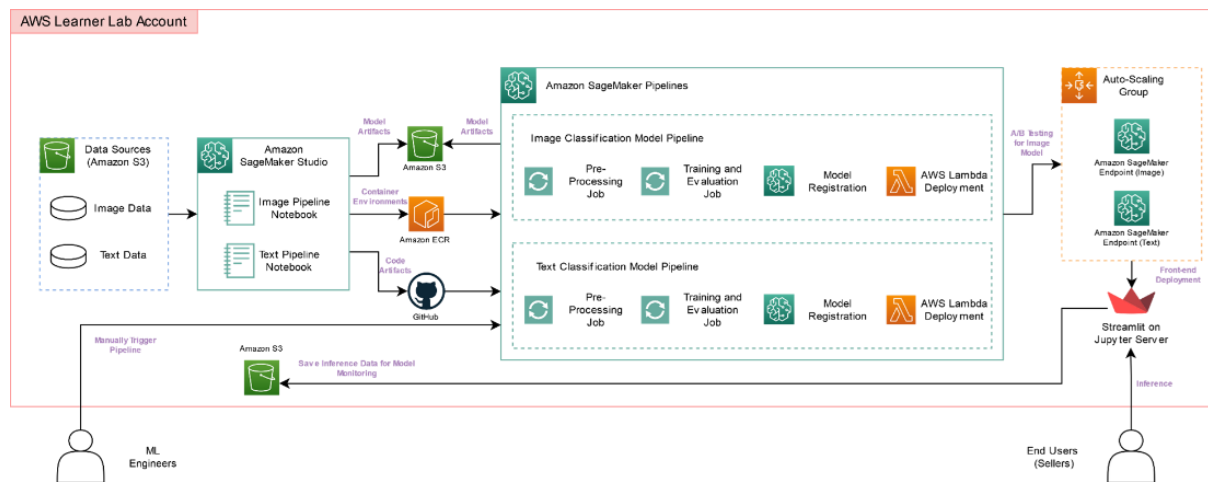 AWS Learner Lab Account
Data Sources
(Amazon S3)
Image Data
Text Data
Amazon
SageMaker Studio
Image Pipeline
Notebook
Text Pipeline
Notebook
Model
Artifacts
Model
Artifacts
Amazon S3
Container
Environments
Amazon ECR
Code
Artifacts
GitHub
Amazon SageMaker Pipelines
Image Classification Model Pipeline
Pre-
Processing
Job
Training and
Evaluation Job
Model
Registration
AWS Lambda
Deployment
Text Classification Model Pipeline
Pre-
Processing
Job
Training and
Evaluation Job
Model
Registration
AWS Lambda
Deployment
A/B Testing
for Image
Model
Auto-Scaling
Group
Amazon SageMaker
Endpoint (Image)
Amazon SageMaker
Endpoint (Text)
Front-end
Deployment
Streamlit on
Jupyter Server
Manually Trigger
Pipeline
Amazon S3
Save Inference Data for Model
Monitoring
Inference
ML
Engineers
End Users
(Sellers)